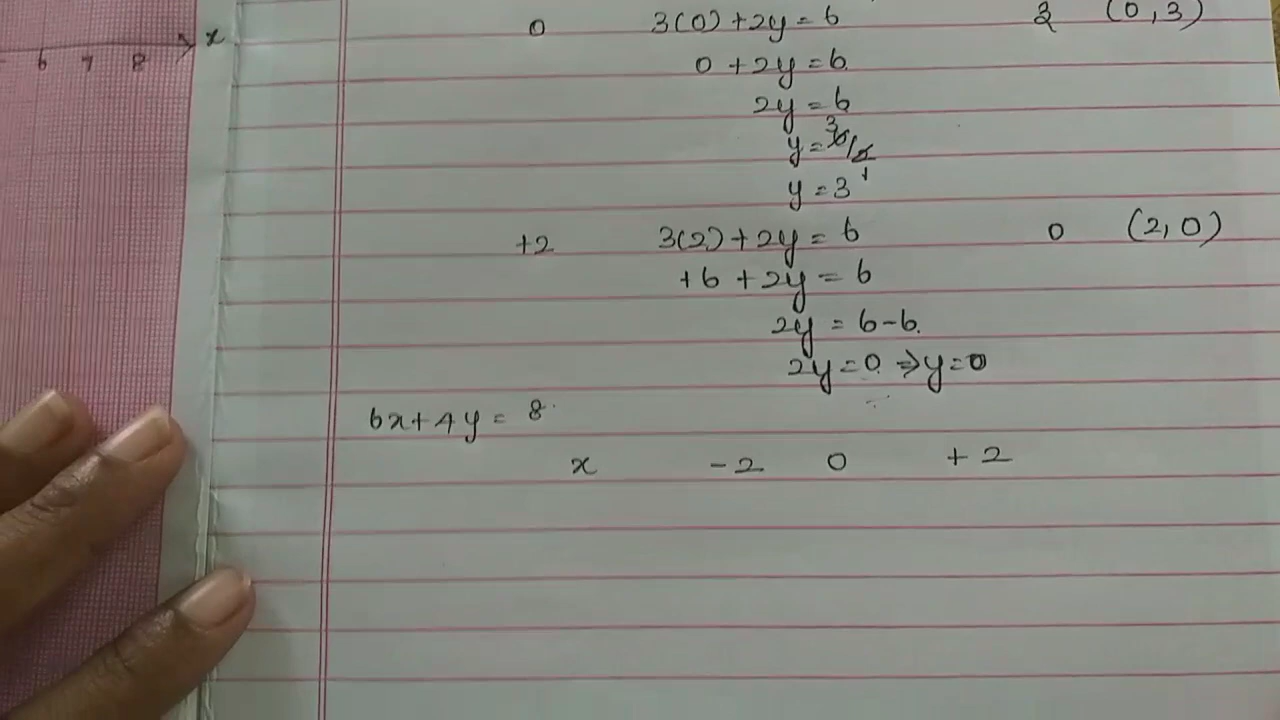 6 7 8 x
0 3(0) + 2y = 6 3 (0, 3)
0 + 2y = 6
2y = 6
y = 3 6/2 1
y = 3
+2 3(2) + 2y = 6 0 (2, 0)
+6 + 2y = 6
2y = 6 - 6.
2y = 0. ⇒ y = 0
6x + 4y = 8
x -2 0 +2